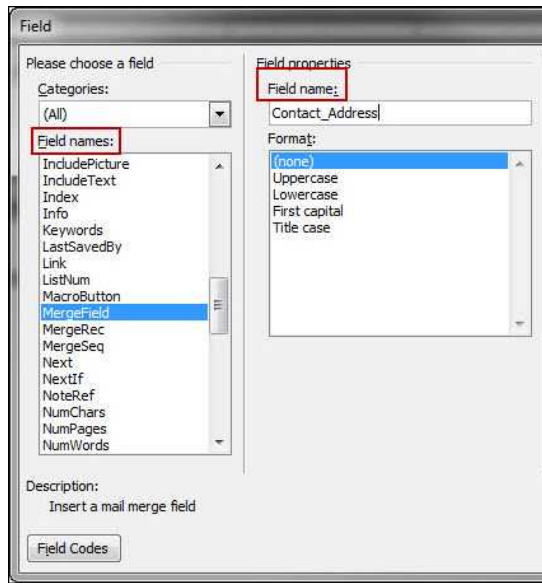 Field
Please choose a field
Categories:
(All)
Field names:
IncludePicture
IncludeText
Index
Info
Keywords
LastSavedBy
Link
ListNum
MacroButton
MergeField
MergeRec
MergeSeq
Next
NextIf
NoteRef
NumChars
NumPages
NumWords
Field properties
Field name:
Contact_Address
Format:
(none)
Uppercase
Lowercase
First capital
Title case
Description:
Insert a mail merge field
Field Codes